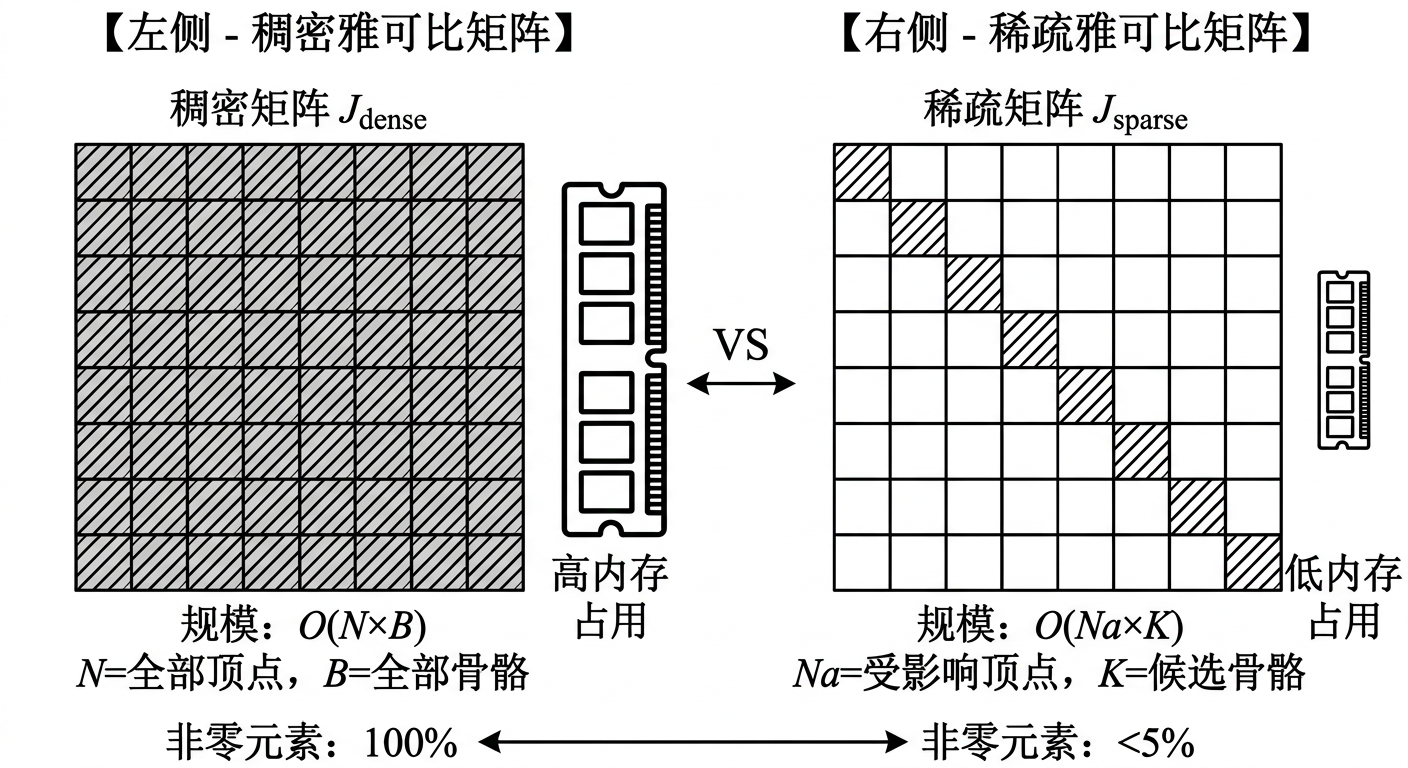 【左侧 - 稠密雅可比矩阵】
稠密矩阵 Jdense
高内存
占用
规模：O(N×B)
N=全部顶点，B=全部骨骼
VS
【右侧 - 稀疏雅可比矩阵】
稀疏矩阵 Jsparse
低内存
占用
规模：O(Na×K)
Na=受影响顶点，K=候选骨骼
非零元素：100%
非零元素：<5%